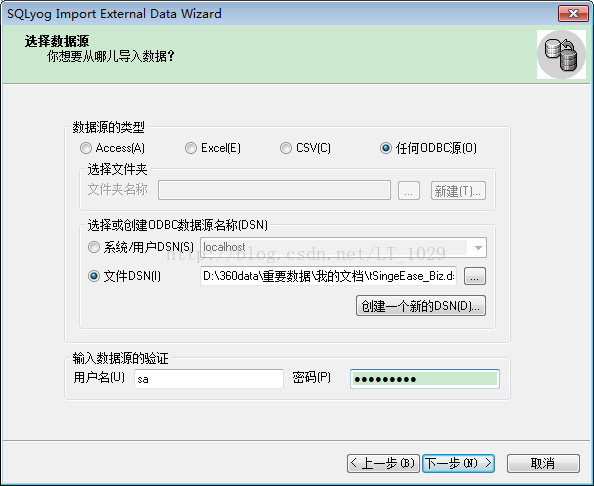 SQLyog Import External Data Wizard
选择数据源
你想要从哪儿导入数据?
数据源的类型
Access(A) Excel(E) CSV(C) 任何ODBC源(O)
选择文件夹
文件夹名称 ... 新建(T)...
选择或创建ODBC数据源名称(DSN)
系统/用户DSN(S) localhost
http://blog.csdn.net/LT_1029
文件DSN(I) D:\360data\重要数据\我的文档\tSingeEase_Biz.d ...
创建一个新的DSN(D)...
输入数据源的验证
用户名(U) sa 密码(P) ●●●●●●●●●
< 上一步(B) 下一步(N) > 取消